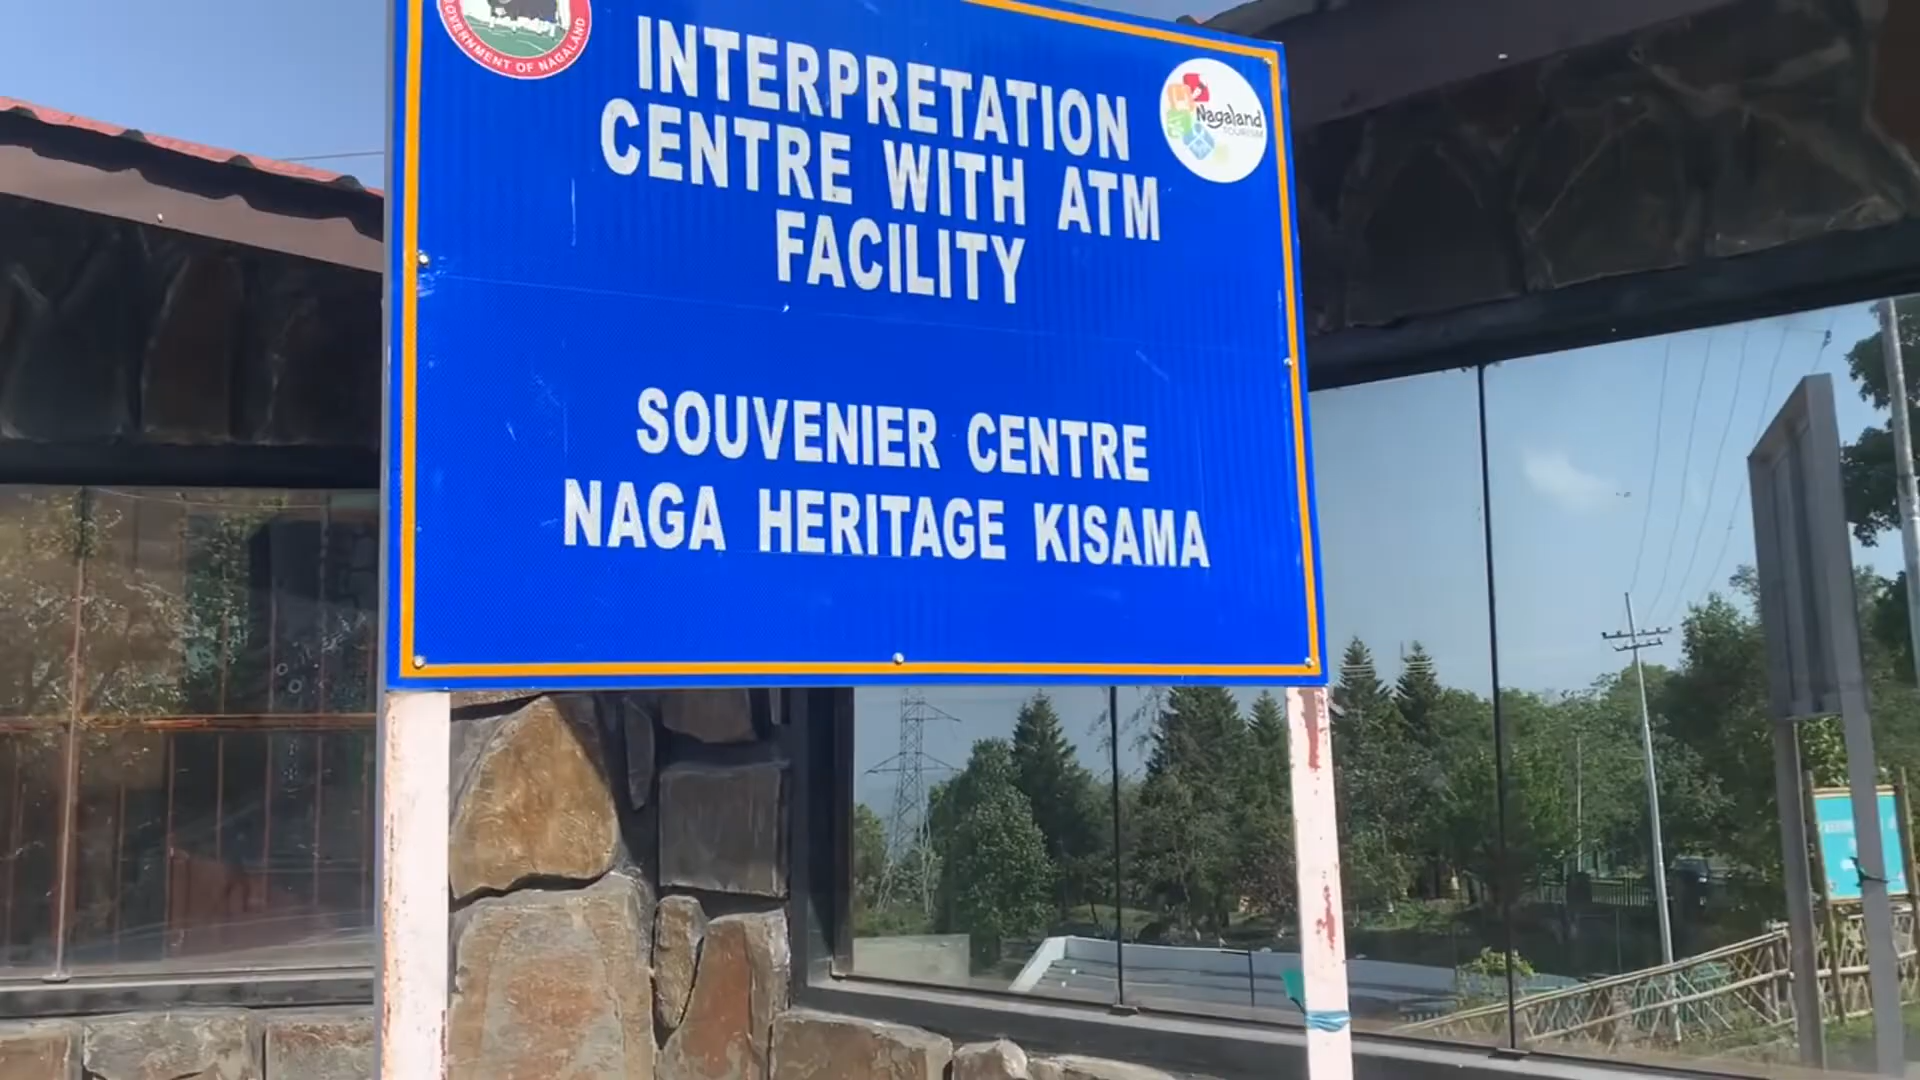 GOVERNMENT OF NAGALAND
Nagaland
TOURISM
INTERPRETATION
CENTRE WITH ATM
FACILITY
SOUVENIER CENTRE
NAGA HERITAGE KISAMA